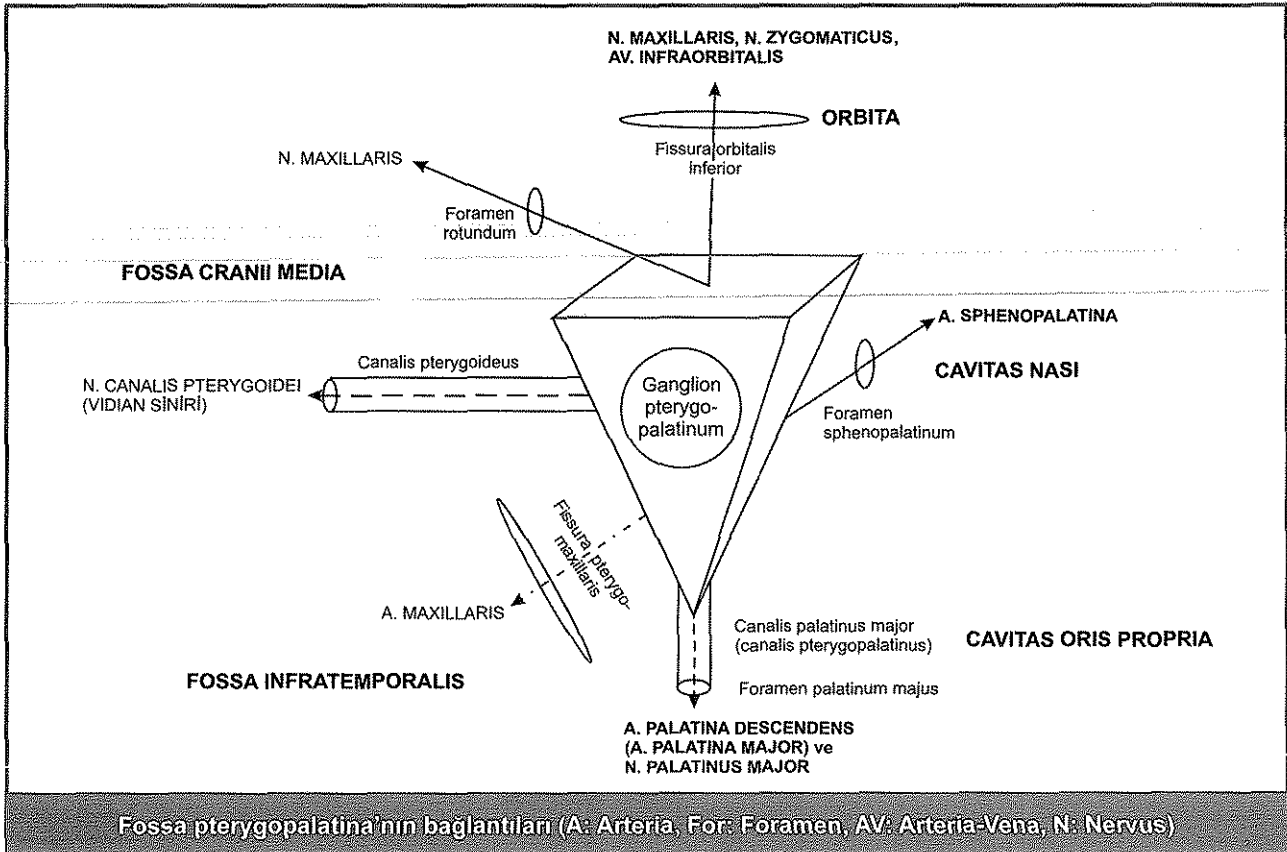 N. MAXILLARIS, N. ZYGOMATICUS,
AV. INFRAORBITALIS
ORBITA
Fissura orbitalis
inferior
N. MAXILLARIS
Foramen
rotundum
FOSSA CRANII MEDIA
A. SPHENOPALATINA
CAVITAS NASI
Foramen
sphenopalatinum
Canalis pterygoideus
N. CANALIS PTERYGOIDEI
(VIDIAN SİNİRİ)
Ganglion
pterygo-
palatinum
Fissura pterygo-
maxillaris
A. MAXILLARIS
FOSSA INFRATEMPORALIS
Canalis palatinus major
(canalis pterygopalatinus)
CAVITAS ORIS PROPRIA
Foramen palatinum majus
A. PALATINA DESCENDENS
(A. PALATINA MAJOR) ve
N. PALATINUS MAJOR
Fossa pterygopalatina'nın bağlantıları (A: Arteria, For: Foramen, AV: Arteria-Vena, N: Nervus)